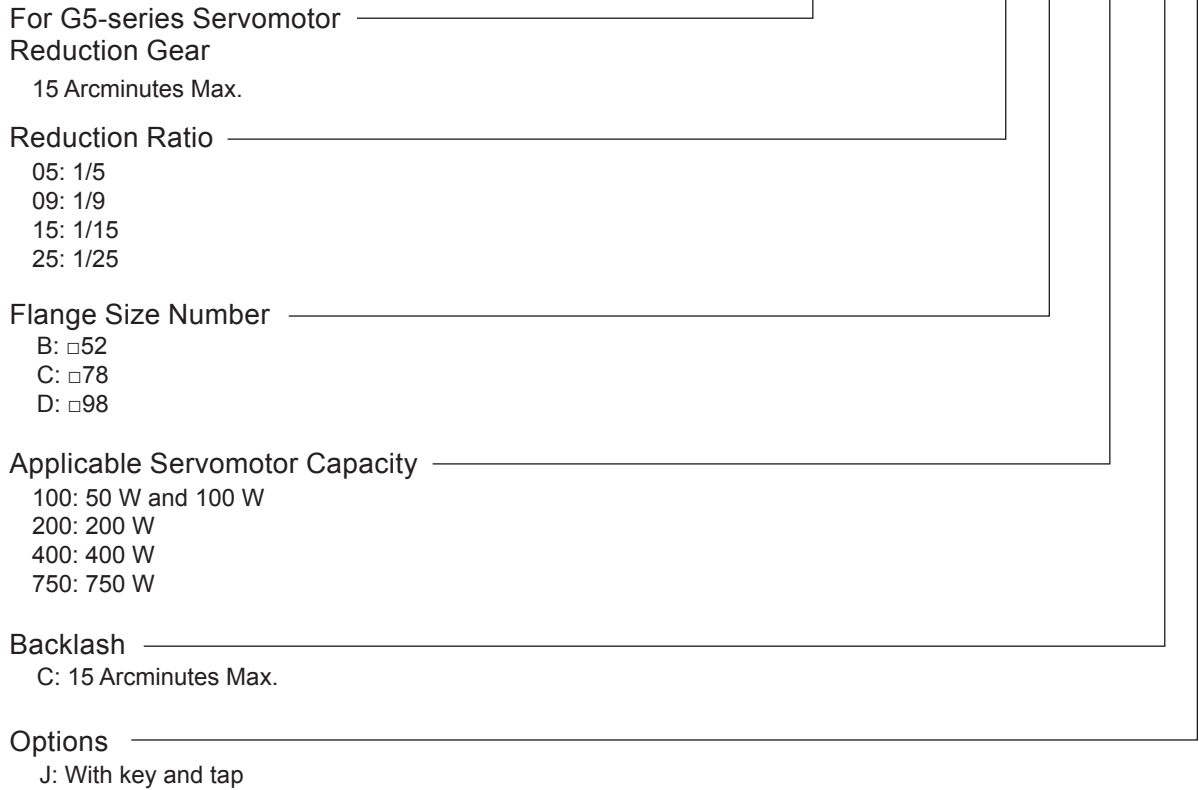 For G5-series Servomotor
Reduction Gear
15 Arcminutes Max.
Reduction Ratio
05: 1/5
09: 1/9
15: 1/15
25: 1/25
Flange Size Number
B: □52
C: □78
D: □98
Applicable Servomotor Capacity
100: 50 W and 100 W
200: 200 W
400: 400 W
750: 750 W
Backlash
C: 15 Arcminutes Max.
Options
J: With key and tap